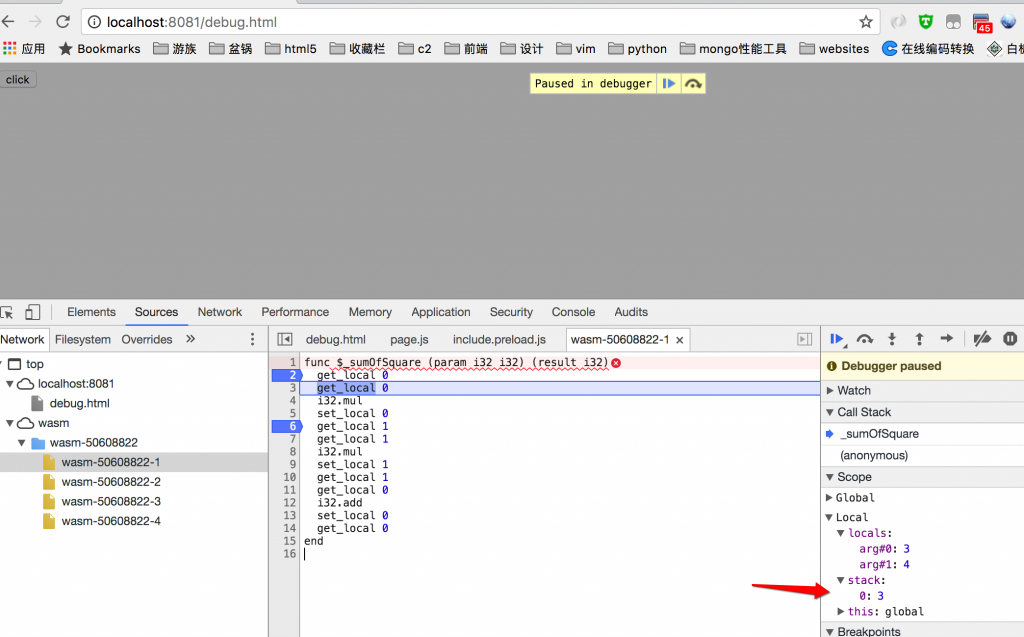 localhost:8081/debug.html
45
应用 Bookmarks 游族 盆锅 html5 收藏栏 c2 前端 设计 vim python mongo性能工具 websites 在线编码转换
click
Paused in debugger
Elements Sources Network Performance Memory Application Security Console Audits
Network Filesystem Overrides »
debug.html page.js include.preload.js wasm-50608822-1 ×
top
localhost:8081
debug.html
wasm
wasm-50608822
wasm-50608822-1
wasm-50608822-2
wasm-50608822-3
wasm-50608822-4
1 func $_sumOfSquare (param i32 i32) (result i32)
2 get_local 0
3 get_local 0
4 i32.mul
5 set_local 0
6 get_local 1
7 get_local 1
8 i32.mul
9 set_local 1
10 get_local 1
11 get_local 0
12 i32.add
13 set_local 0
14 get_local 0
15 end
16
Debugger paused
Watch
Call Stack
_sumOfSquare
(anonymous)
Scope
Global
Local
locals:
arg#0: 3
arg#1: 4
stack:
0: 3
this: global
Breakpoints